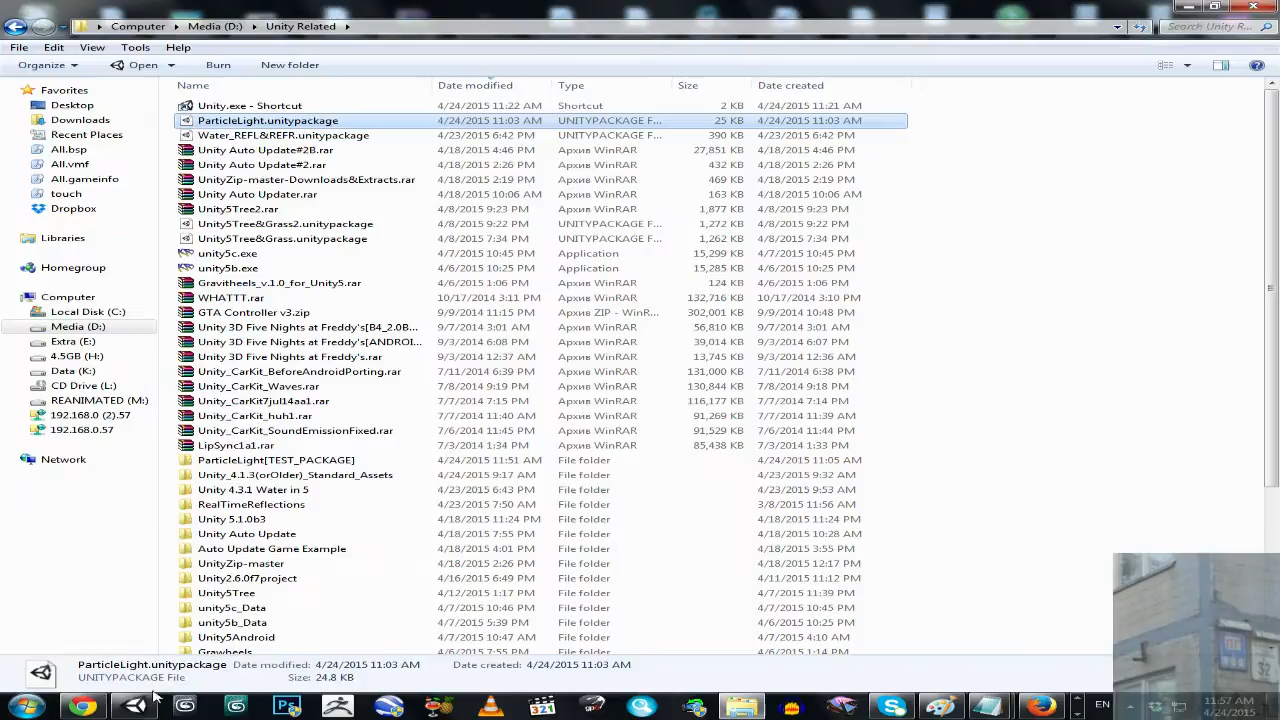 Computer Media (D:) Unity Related Search Unity R...
File Edit View Tools Help
Organize Open Burn New folder
Name Date modified Type Size Date created
Favorites
Desktop
Downloads
Recent Places
All.bsp
All.vmf
All.gameinfo
touch
Dropbox
Libraries
Homegroup
Computer
Local Disk (C:)
Media (D:)
Extra (E:)
4.5GB (H:)
Data (K:)
CD Drive (L:)
REANIMATED (M:)
192.168.0 (2).57
192.168.0.57
Network
Unity.exe - Shortcut 4/24/2015 11:22 AM Shortcut 2 KB 4/24/2015 11:21 AM
ParticleLight.unitypackage 4/24/2015 11:03 AM UNITYPACKAGE F... 25 KB 4/24/2015 11:03 AM
Water_REFL&REFR.unitypackage 4/23/2015 6:42 PM UNITYPACKAGE F... 390 KB 4/23/2015 6:42 PM
Unity Auto Update#2B.rar 4/18/2015 4:46 PM Архив WinRAR 27,851 KB 4/18/2015 4:46 PM
Unity Auto Update#2.rar 4/18/2015 2:26 PM Архив WinRAR 432 KB 4/18/2015 2:26 PM
UnityZip-master-Downloads&Extracts.rar 4/18/2015 2:19 PM Архив WinRAR 469 KB 4/18/2015 2:19 PM
Unity Auto Updater.rar 4/18/2015 10:06 AM Архив WinRAR 163 KB 4/18/2015 10:06 AM
Unity5Tree2.rar 4/8/2015 9:23 PM Архив WinRAR 1,877 KB 4/8/2015 9:23 PM
Unity5Tree&Grass2.unitypackage 4/8/2015 9:22 PM UNITYPACKAGE F... 1,272 KB 4/8/2015 9:22 PM
Unity5Tree&Grass.unitypackage 4/8/2015 7:34 PM UNITYPACKAGE F... 1,262 KB 4/8/2015 7:34 PM
unity5c.exe 4/7/2015 10:45 PM Application 15,299 KB 4/7/2015 10:45 PM
unity5b.exe 4/6/2015 10:25 PM Application 15,285 KB 4/6/2015 10:25 PM
Gravitheels_v.1.0_for_Unity5.rar 4/6/2015 1:06 PM Архив WinRAR 124 KB 4/6/2015 1:06 PM
WHATTT.rar 10/17/2014 3:11 PM Архив WinRAR 132,716 KB 10/17/2014 3:10 PM
GTA Controller v3.zip 9/9/2014 11:15 PM Архив ZIP - WinR... 302,001 KB 9/9/2014 10:48 PM
Unity 3D Five Nights at Freddy's[B4_2.0B... 9/9/2014 3:01 AM Архив WinRAR 56,810 KB 9/9/2014 3:01 AM
Unity 3D Five Nights at Freddy's[ANDROI... 9/3/2014 6:08 PM Архив WinRAR 39,014 KB 9/3/2014 6:07 PM
Unity 3D Five Nights at Freddy's.rar 9/3/2014 12:37 AM Архив WinRAR 13,745 KB 9/3/2014 12:36 AM
Unity_CarKit_BeforeAndroidPorting.rar 7/11/2014 6:39 PM Архив WinRAR 131,000 KB 7/11/2014 6:38 PM
Unity_CarKit_Waves.rar 7/8/2014 9:19 PM Архив WinRAR 130,844 KB 7/8/2014 9:18 PM
Unity_CarKit7jul14aa1.rar 7/7/2014 7:15 PM Архив WinRAR 116,177 KB 7/7/2014 7:14 PM
Unity_CarKit_huh1.rar 7/7/2014 11:40 AM Архив WinRAR 91,269 KB 7/7/2014 11:39 AM
Unity_CarKit_SoundEmissionFixed.rar 7/6/2014 11:45 PM Архив WinRAR 91,529 KB 7/6/2014 11:44 PM
LipSync1a1.rar 7/3/2014 1:34 PM Архив WinRAR 85,438 KB 7/3/2014 1:33 PM
ParticleLight[TEST_PACKAGE] 4/24/2015 11:51 AM File folder 4/24/2015 11:05 AM
Unity_4.1.3(orOlder)_Standard_Assets 4/24/2015 9:17 AM File folder 4/23/2015 9:32 AM
Unity 4.3.1 Water in 5 4/23/2015 6:43 PM File folder 4/23/2015 9:53 AM
RealTimeReflections 4/23/2015 7:50 AM File folder 3/8/2015 11:56 AM
Unity 5.1.0b3 4/18/2015 11:24 PM File folder 4/18/2015 11:24 PM
Unity Auto Update 4/18/2015 7:55 PM File folder 4/18/2015 10:28 AM
Auto Update Game Example 4/18/2015 4:01 PM File folder 4/18/2015 3:55 PM
UnityZip-master 4/18/2015 2:26 PM File folder 4/18/2015 12:17 PM
Unity2.6.0f7project 4/16/2015 6:49 PM File folder 4/11/2015 11:12 PM
Unity5Tree 4/12/2015 1:17 PM File folder 4/7/2015 11:39 PM
unity5c_Data 4/7/2015 10:46 PM File folder 4/7/2015 10:45 PM
unity5b_Data 4/7/2015 5:39 PM File folder 4/6/2015 10:25 PM
Unity5Android 4/7/2015 10:47 AM File folder 4/7/2015 4:10 AM
Grawheels 4/6/2015 1:06 PM File folder 4/6/2015 1:14 PM
ParticleLight.unitypackage Date modified: 4/24/2015 11:03 AM Date created: 4/24/2015 11:03 AM
UNITYPACKAGE File Size: 24.8 KB
EN
11:57 AM
4/24/2015
32
Ps
321